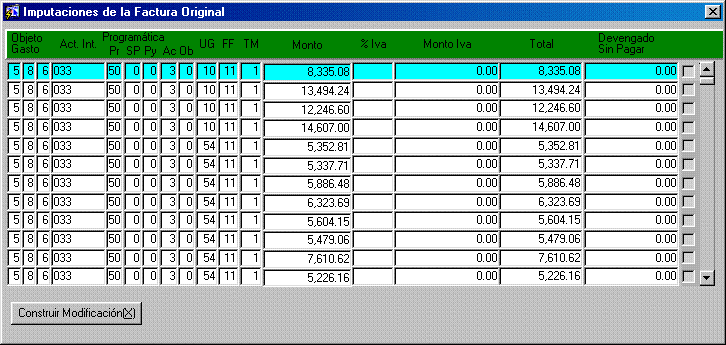 Imputaciones de la Factura Original
Objeto Gasto Act. Int. Programática Pr SP Py Ac Ob UG FF TM Monto % Iva Monto Iva Total Devengado Sin Pagar
5 8 6 033 50 0 0 3 0 10 11 1 8,335.08 0.00 8,335.08 0.00
5 8 6 033 50 0 0 3 0 10 11 1 13,494.24 0.00 13,494.24 0.00
5 8 6 033 50 0 0 3 0 10 11 1 12,246.60 0.00 12,246.60 0.00
5 8 6 033 50 0 0 3 0 10 11 1 14,607.00 0.00 14,607.00 0.00
5 8 6 033 50 0 0 3 0 54 11 1 5,352.81 0.00 5,352.81 0.00
5 8 6 033 50 0 0 3 0 54 11 1 5,337.71 0.00 5,337.71 0.00
5 8 6 033 50 0 0 3 0 54 11 1 5,886.48 0.00 5,886.48 0.00
5 8 6 033 50 0 0 3 0 54 11 1 6,323.69 0.00 6,323.69 0.00
5 8 6 033 50 0 0 3 0 54 11 1 5,604.15 0.00 5,604.15 0.00
5 8 6 033 50 0 0 3 0 54 11 1 5,479.06 0.00 5,479.06 0.00
5 8 6 033 50 0 0 3 0 54 11 1 7,610.62 0.00 7,610.62 0.00
5 8 6 033 50 0 0 3 0 54 11 1 5,226.16 0.00 5,226.16 0.00
Construir Modificación(X)